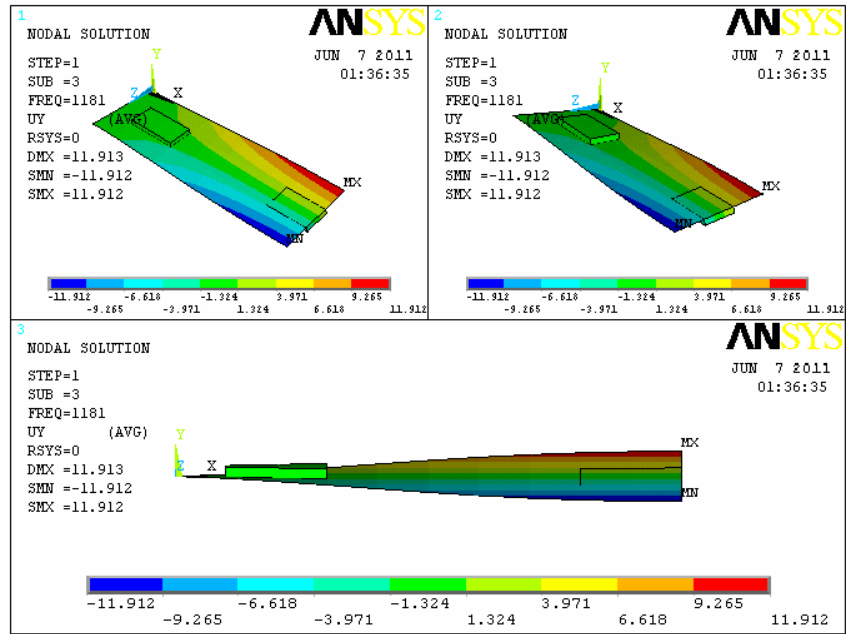 1
ANSYS
NODAL SOLUTION
JUN 7 2011
01:36:35
STEP=1
SUB =3
FREQ=1181
UY (AVG)
RSYS=0
DMX =11.913
SMN =-11.912
SMX =11.912
Y
Z X
MX
MN
-11.912 -6.618 -1.324 3.971 9.265
-9.265 -3.971 1.324 6.618 11.912
2
ANSYS
NODAL SOLUTION
JUN 7 2011
01:36:35
STEP=1
SUB =3
FREQ=1181
UY (AVG)
RSYS=0
DMX =11.913
SMN =-11.912
SMX =11.912
Y
Z X
MX
MN
-11.912 -6.618 -1.324 3.971 9.265
-9.265 -3.971 1.324 6.618 11.912
3
ANSYS
NODAL SOLUTION
JUN 7 2011
01:36:35
STEP=1
SUB =3
FREQ=1181
UY (AVG)
RSYS=0
DMX =11.913
SMN =-11.912
SMX =11.912
Y
Z X
MX
MN
-11.912 -6.618 -1.324 3.971 9.265
-9.265 -3.971 1.324 6.618 11.912